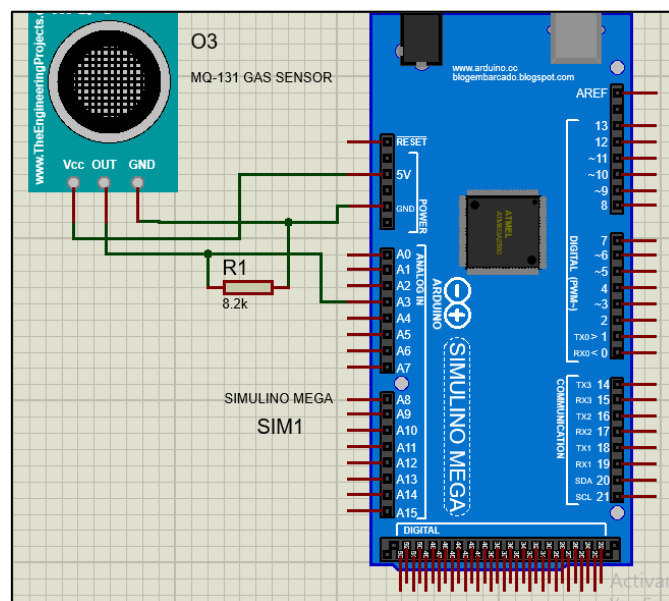 www.TheEngineeringProjects.c
O3
MQ-131 GAS SENSOR
Vcc OUT GND
R1
8.2k
SIMULINO MEGA
SIM1
www.arduino.cc
blogembarcado.blogspot.com
RESET
5V
GND
POWER
A0
A1
A2
A3
A4
A5
A6
A7
ANALOG IN
A8
A9
A10
A11
A12
A13
A14
A15
ARDUINO
SIMULINO MEGA
ATMEL
AREF
13
12
~11
~10
~9
8
7
~6
~5
4
~3
2
TX0 > 1
RX0 < 0
DIGITAL (PWM~)
TX3 14
RX3 15
TX2 16
RX2 17
TX1 18
RX1 19
SDA 20
SCL 21
COMMUNICATION
DIGITAL
Activa